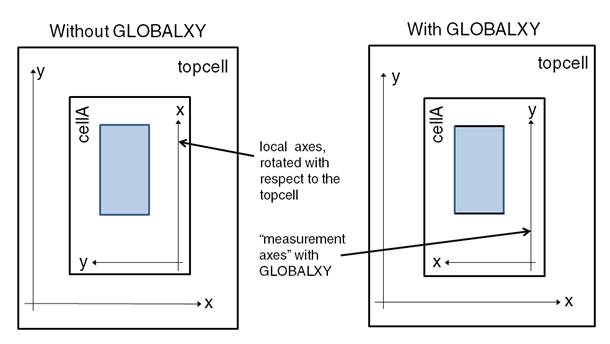 Without GLOBALXY
With GLOBALXY
topcell
y
cellA
x
y
x
local axes,
rotated with
respect to the
topcell
"measurement
axes" with
GLOBALXY
topcell
y
cellA
y
x
x